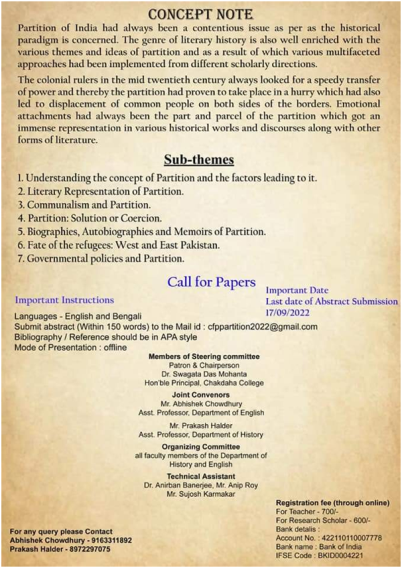 CONCEPT NOTE
Partition of India had always been a contentious issue as per as the historical
paradigm is concerned. The genre of literary history is also well enriched with the
various themes and ideas of partition and as a result of which various multifaceted
approaches had been implemented from different scholarly directions.
The colonial rulers in the mid twentieth century always looked for a speedy transfer
of power and thereby the partition had proven to take place in a hurry which had also
led to displacement of common people on both sides of the borders. Emotional
attachments had always been the part and parcel of the partition which got an
immense representation in various historical works and discourses along with other
forms of literature.
Sub-themes
1. Understanding the concept of Partition and the factors leading to it.
2. Literary Representation of Partition.
3. Communalism and Partition.
4. Partition: Solution or Coercion.
5. Biographies, Autobiographies and Memoirs of Partition.
6. Fate of the refugees: West and East Pakistan.
7. Governmental policies and Partition.
Call for Papers
Important Date
Last date of Abstract Submission
17/09/2022
Important Instructions
Languages - English and Bengali
Submit abstract (Within 150 words) to the Mail id : cfppartition2022@gmail.com
Bibliography / Reference should be in APA style
Mode of Presentation : offline
Members of Steering committee
Patron & Chairperson
Dr. Swagata Das Mohanta
Hon'ble Principal, Chakdaha College
Joint Convenors
Mr. Abhishek Chowdhury
Asst. Professor, Department of English
Mr. Prakash Halder
Asst. Professor, Department of History
Organizing Committee
all faculty members of the Department of
History and English
Technical Assistant
Dr. Anirban Banerjee, Mr. Anip Roy
Mr. Sujosh Karmakar
Registration fee (through online)
For Teacher - 700/-
For Research Scholar - 600/-
Bank detalis :
Account No. : 422110110007778
Bank name : Bank of India
IFSE Code : BKID0004221
For any query please Contact
Abhishek Chowdhury - 9163311892
Prakash Halder - 8972297075